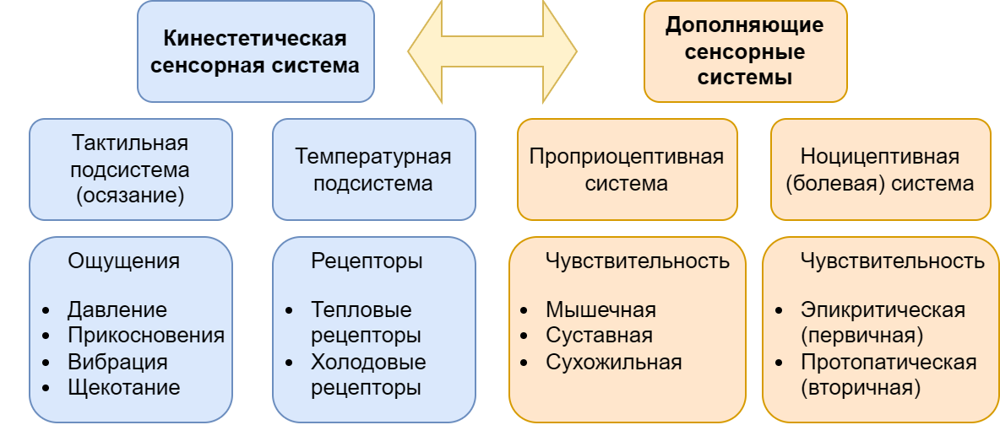 Кинестетическая
сенсорная система
Дополняющие
сенсорные
системы
Тактильная
подсистема
(осязание)
Температурная
подсистема
Проприоцептивная
система
Ноцицептивная
(болевая) система
Ощущения
• Давление
• Прикосновения
• Вибрация
• Щекотание
Рецепторы
• Тепловые
рецепторы
• Холодовые
рецепторы
Чувствительность
• Мышечная
• Суставная
• Сухожильная
Чувствительность
• Эпикритическая
(первичная)
• Протопатическая
(вторичная)